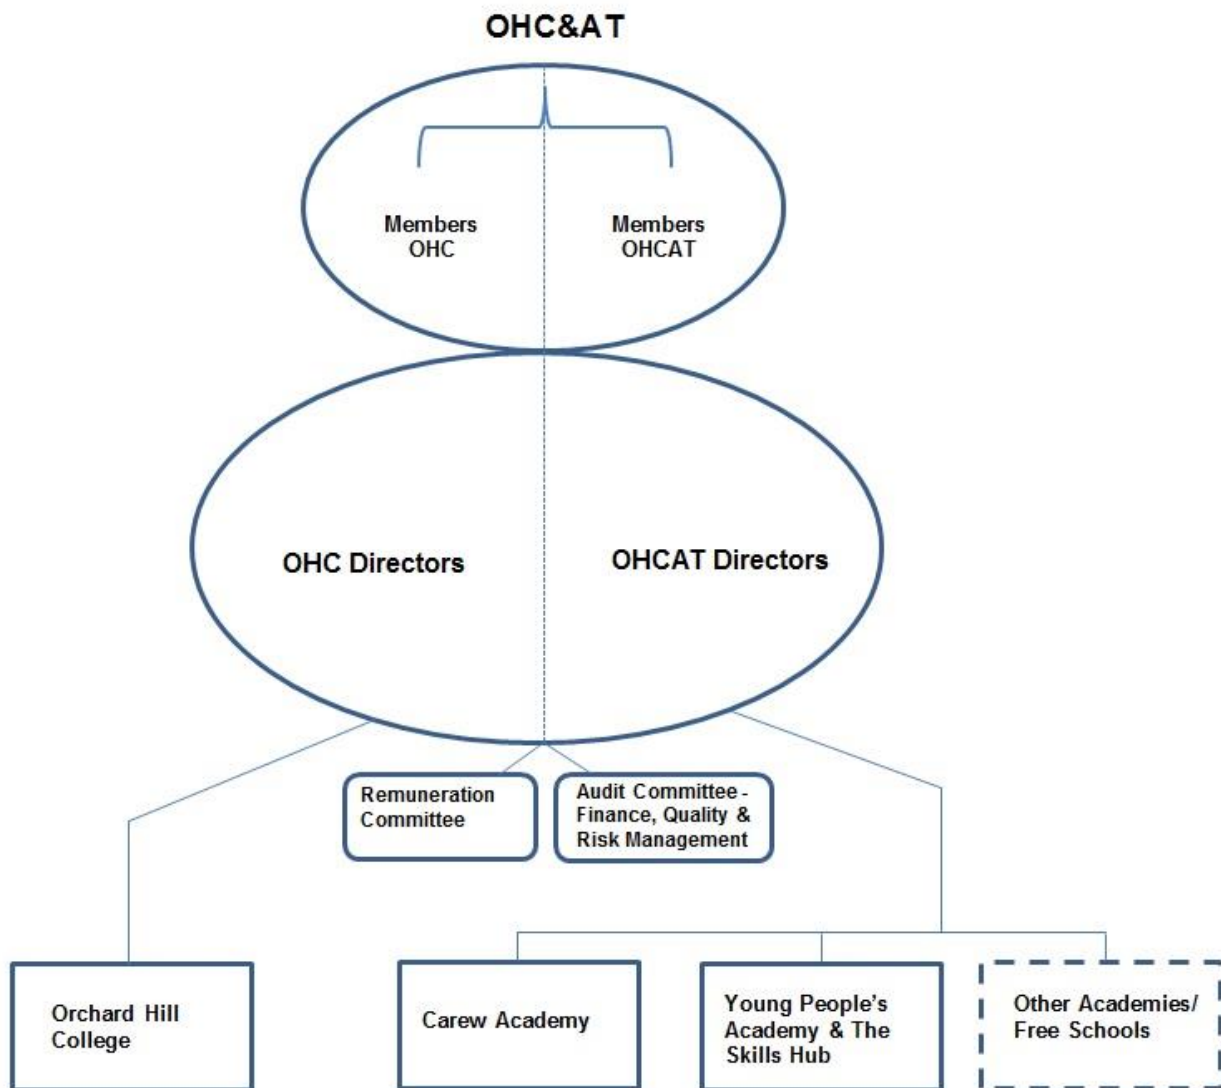 OHC&AT
Members
OHC
Members
OHCAT
OHC Directors
OHCAT Directors
Remuneration
Committee
Audit Committee -
Finance, Quality &
Risk Management
Orchard Hill
College
Carew Academy
Young People's
Academy & The
Skills Hub
Other Academies/
Free Schools